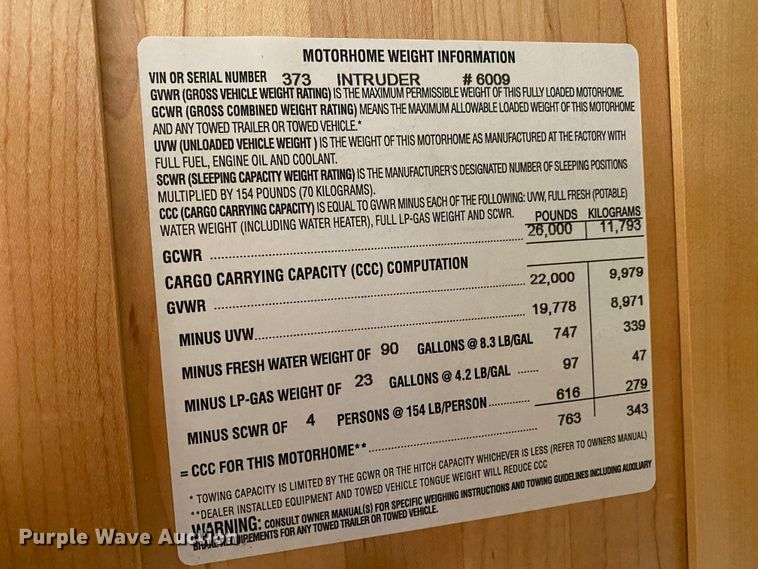 MOTORHOME WEIGHT INFORMATION
VIN OR SERIAL NUMBER 373 INTRUDER # 6009
GVWR (GROSS VEHICLE WEIGHT RATING) IS THE MAXIMUM PERMISSIBLE WEIGHT OF THIS FULLY LOADED MOTORHOME.
GCWR (GROSS COMBINED WEIGHT RATING) MEANS THE MAXIMUM ALLOWABLE LOADED WEIGHT OF THIS MOTORHOME
AND ANY TOWED TRAILER OR TOWED VEHICLE.*
UVW (UNLOADED VEHICLE WEIGHT ) IS THE WEIGHT OF THIS MOTORHOME AS MANUFACTURED AT THE FACTORY WITH
FULL FUEL, ENGINE OIL AND COOLANT.
SCWR (SLEEPING CAPACITY WEIGHT RATING) IS THE MANUFACTURER'S DESIGNATED NUMBER OF SLEEPING POSITIONS
MULTIPLIED BY 154 POUNDS (70 KILOGRAMS).
CCC (CARGO CARRYING CAPACITY) IS EQUAL TO GVWR MINUS EACH OF THE FOLLOWING: UVW, FULL FRESH (POTABLE)
WATER WEIGHT (INCLUDING WATER HEATER), FULL LP-GAS WEIGHT AND SCWR. POUNDS KILOGRAMS
GCWR ........ 26,000 11,793
CARGO CARRYING CAPACITY (CCC) COMPUTATION
GVWR ........ 22,000 9,979
MINUS UVW........ 19,778 8,971
MINUS FRESH WATER WEIGHT OF 90 GALLONS @ 8.3 LB/GAL 747 339
MINUS LP-GAS WEIGHT OF 23 GALLONS @ 4.2 LB/GAL ........ 97 47
MINUS SCWR OF 4 PERSONS @ 154 LB/PERSON ........ 616 279
= CCC FOR THIS MOTORHOME** ........ 763 343
* TOWING CAPACITY IS LIMITED BY THE GCWR OR THE HITCH CAPACITY WHICHEVER IS LESS (REFER TO OWNERS MANUAL)
**DEALER INSTALLED EQUIPMENT AND TOWED VEHICLE TONGUE WEIGHT WILL REDUCE CCC
WARNING: CONSULT OWNER MANUAL(S) FOR SPECIFIC WEIGHING INSTRUCTIONS AND TOWING GUIDELINES INCLUDING AUXILIARY
BRAKE REQUIREMENTS FOR ANY TOWED TRAILER OR TOWED VEHICLE.
Purple Wave Auction